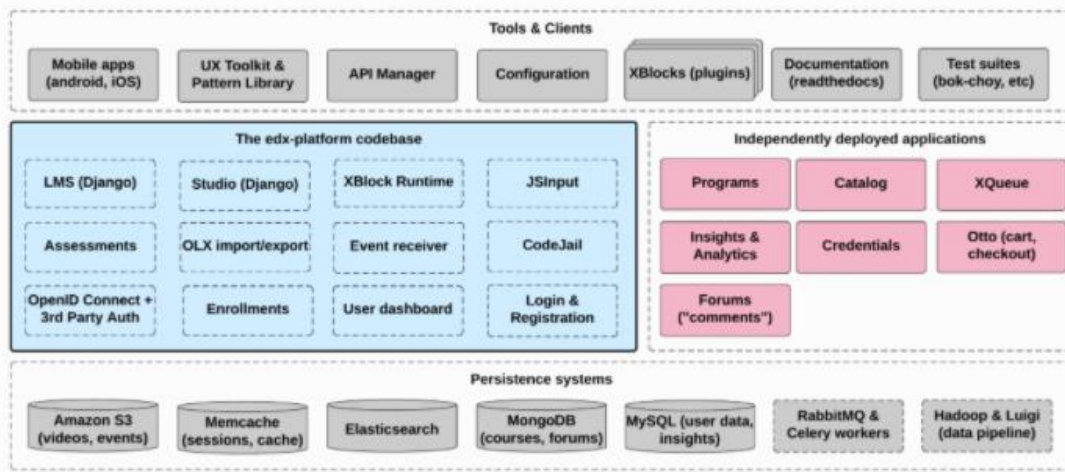 Tools & Clients
Mobile apps
(android, iOS)
UX Toolkit &
Pattern Library
API Manager
Configuration
XBlocks (plugins)
Documentation
(readthedocs)
Test suites
(bok-choy, etc)
The edx-platform codebase
LMS (Django)
Studio (Django)
XBlock Runtime
JSInput
Assessments
OLX import/export
Event receiver
CodeJail
OpenID Connect +
3rd Party Auth
Enrollments
User dashboard
Login &
Registration
Independently deployed applications
Programs
Catalog
XQueue
Insights &
Analytics
Credentials
Otto (cart,
checkout)
Forums
("comments")
Persistence systems
Amazon S3
(videos, events)
Memcache
(sessions, cache)
Elasticsearch
MongoDB
(courses, forums)
MySQL (user data,
insights)
RabbitMQ &
Celery workers
Hadoop & Luigi
(data pipeline)